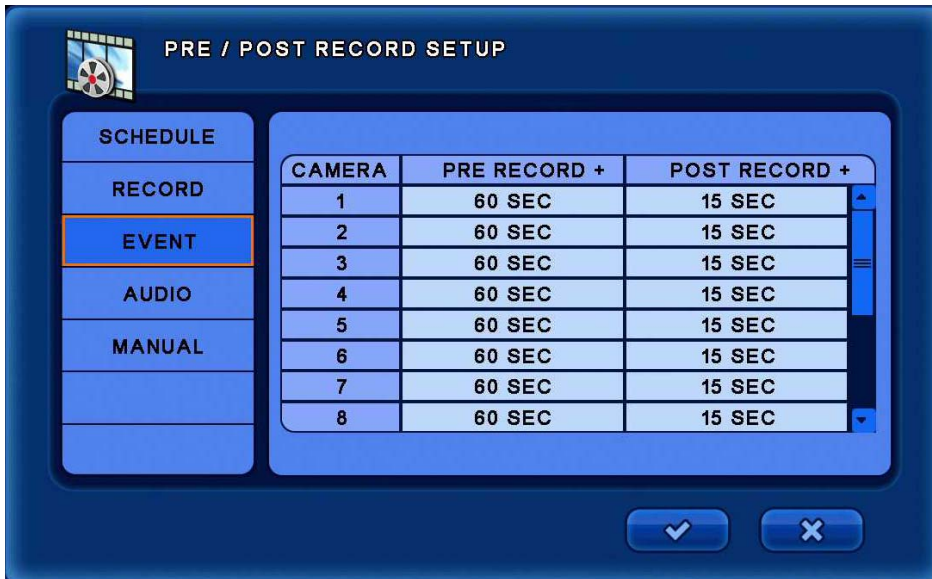 PRE / POST RECORD SETUP
SCHEDULE
RECORD
EVENT
AUDIO
MANUAL
CAMERA PRE RECORD + POST RECORD +
1 60 SEC 15 SEC
2 60 SEC 15 SEC
3 60 SEC 15 SEC
4 60 SEC 15 SEC
5 60 SEC 15 SEC
6 60 SEC 15 SEC
7 60 SEC 15 SEC
8 60 SEC 15 SEC